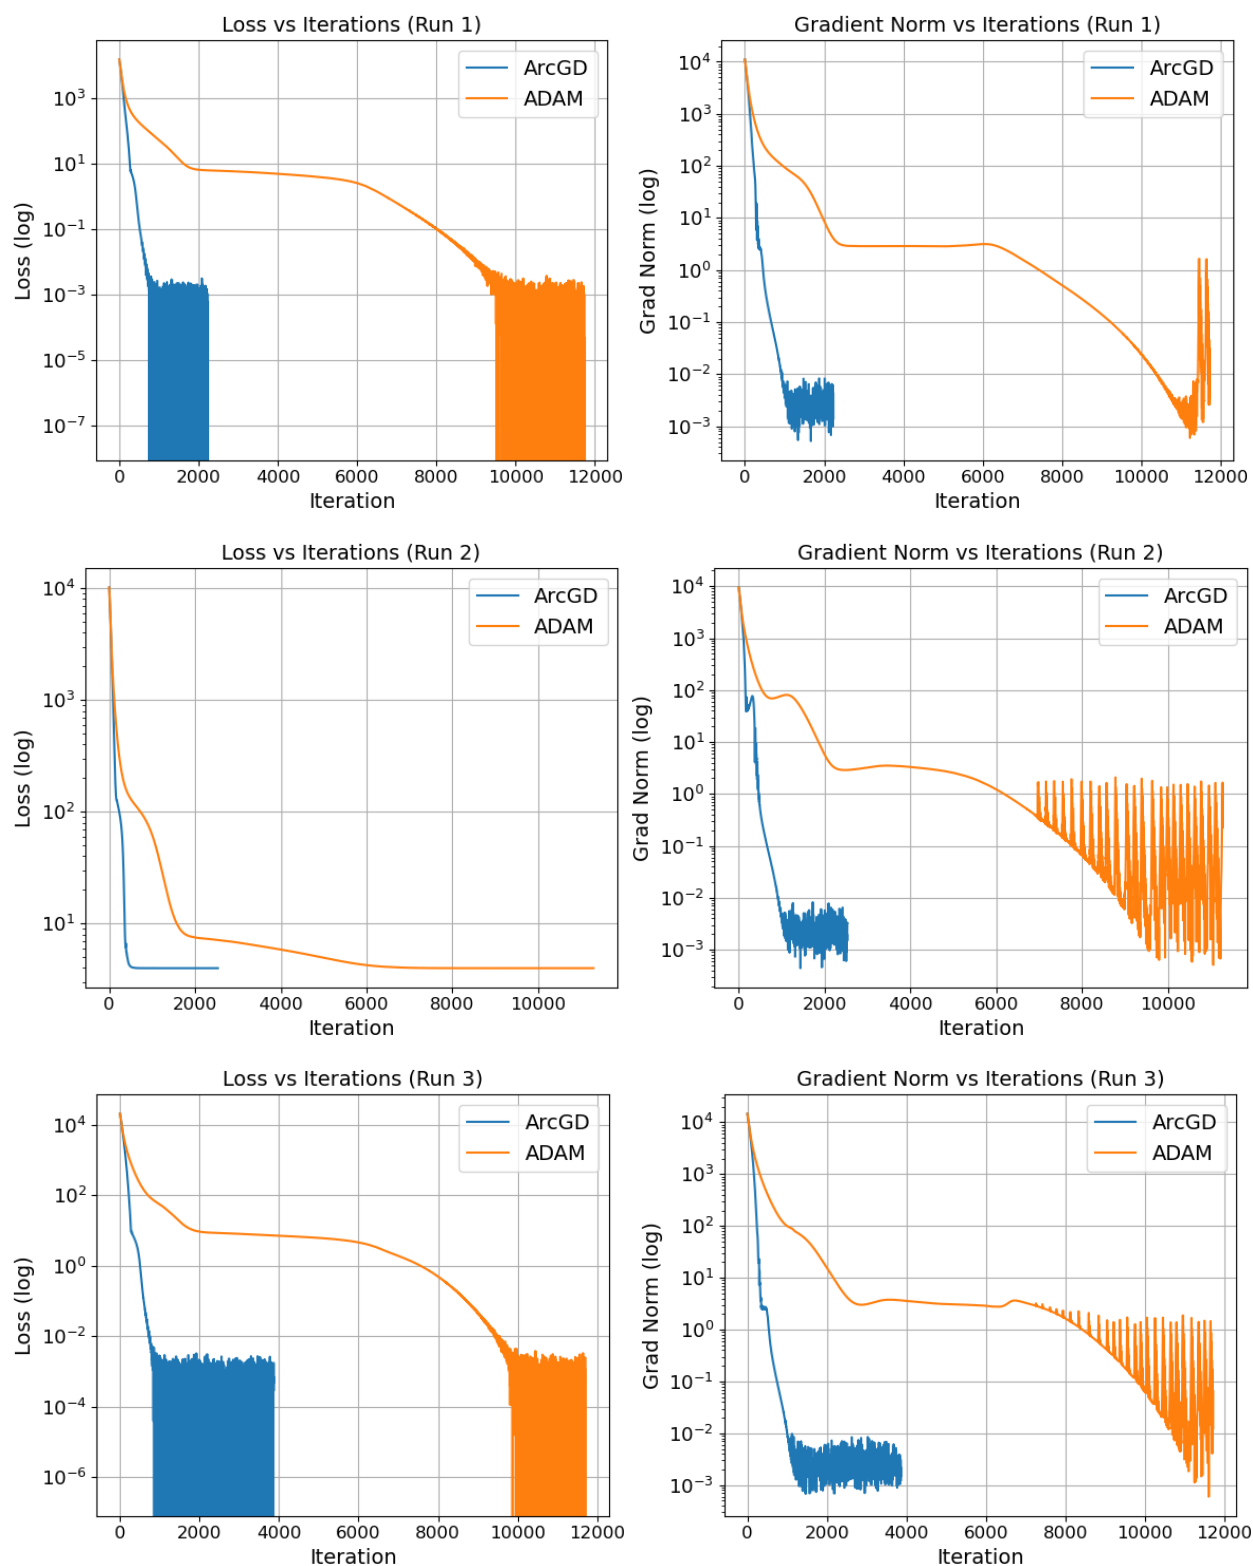 Loss vs Iterations (Run 1)
ArcGD
ADAM
Loss (log)
10^3
10^1
10^-1
10^-3
10^-5
10^-7
0 2000 4000 6000 8000 10000 12000
Iteration
Gradient Norm vs Iterations (Run 1)
ArcGD
ADAM
Grad Norm (log)
10^4
10^3
10^2
10^1
10^0
10^-1
10^-2
10^-3
0 2000 4000 6000 8000 10000 12000
Iteration
Loss vs Iterations (Run 2)
ArcGD
ADAM
Loss (log)
10^4
10^3
10^2
10^1
0 2000 4000 6000 8000 10000
Iteration
Gradient Norm vs Iterations (Run 2)
ArcGD
ADAM
Grad Norm (log)
10^4
10^3
10^2
10^1
10^0
10^-1
10^-2
10^-3
0 2000 4000 6000 8000 10000
Iteration
Loss vs Iterations (Run 3)
ArcGD
ADAM
Loss (log)
10^4
10^2
10^0
10^-2
10^-4
10^-6
0 2000 4000 6000 8000 10000 12000
Iteration
Gradient Norm vs Iterations (Run 3)
ArcGD
ADAM
Grad Norm (log)
10^4
10^3
10^2
10^1
10^0
10^-1
10^-2
10^-3
0 2000 4000 6000 8000 10000 12000
Iteration